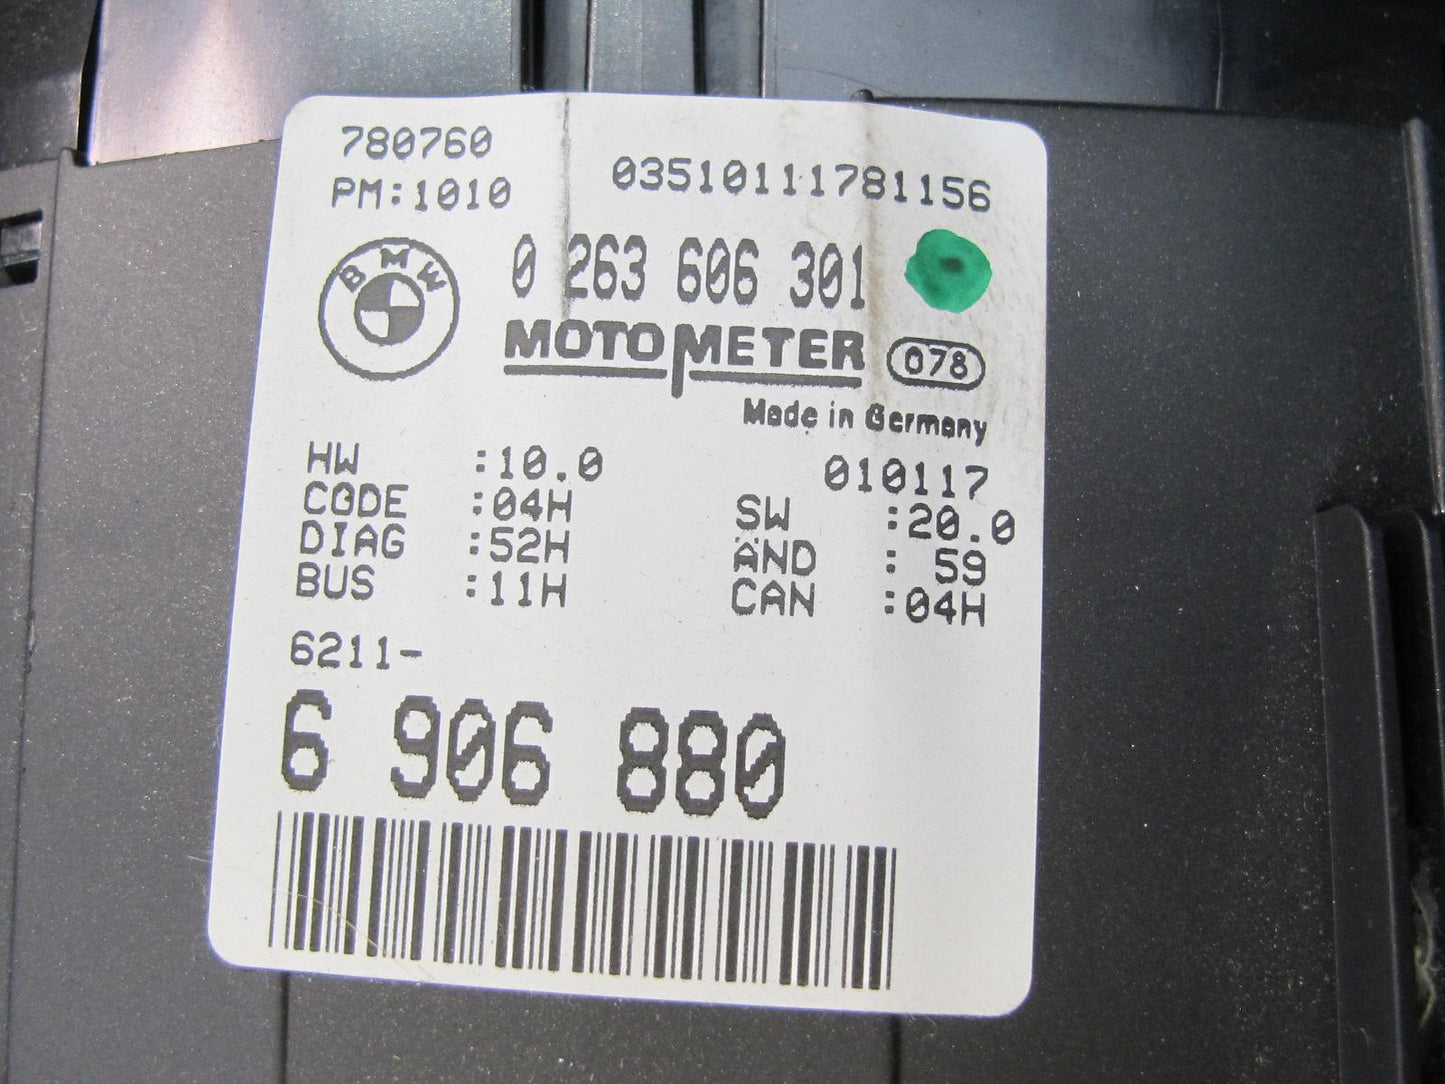 780760
PM:1010
03510111781156
BMW
0 263 606 301
MOTOMETER 078
Made in Germany
HW :10.0
010117
CODE :04H
SW :20.0
DIAG :52H
ÄND : 59
BUS :11H
CAN :04H
6211-
6 906 880